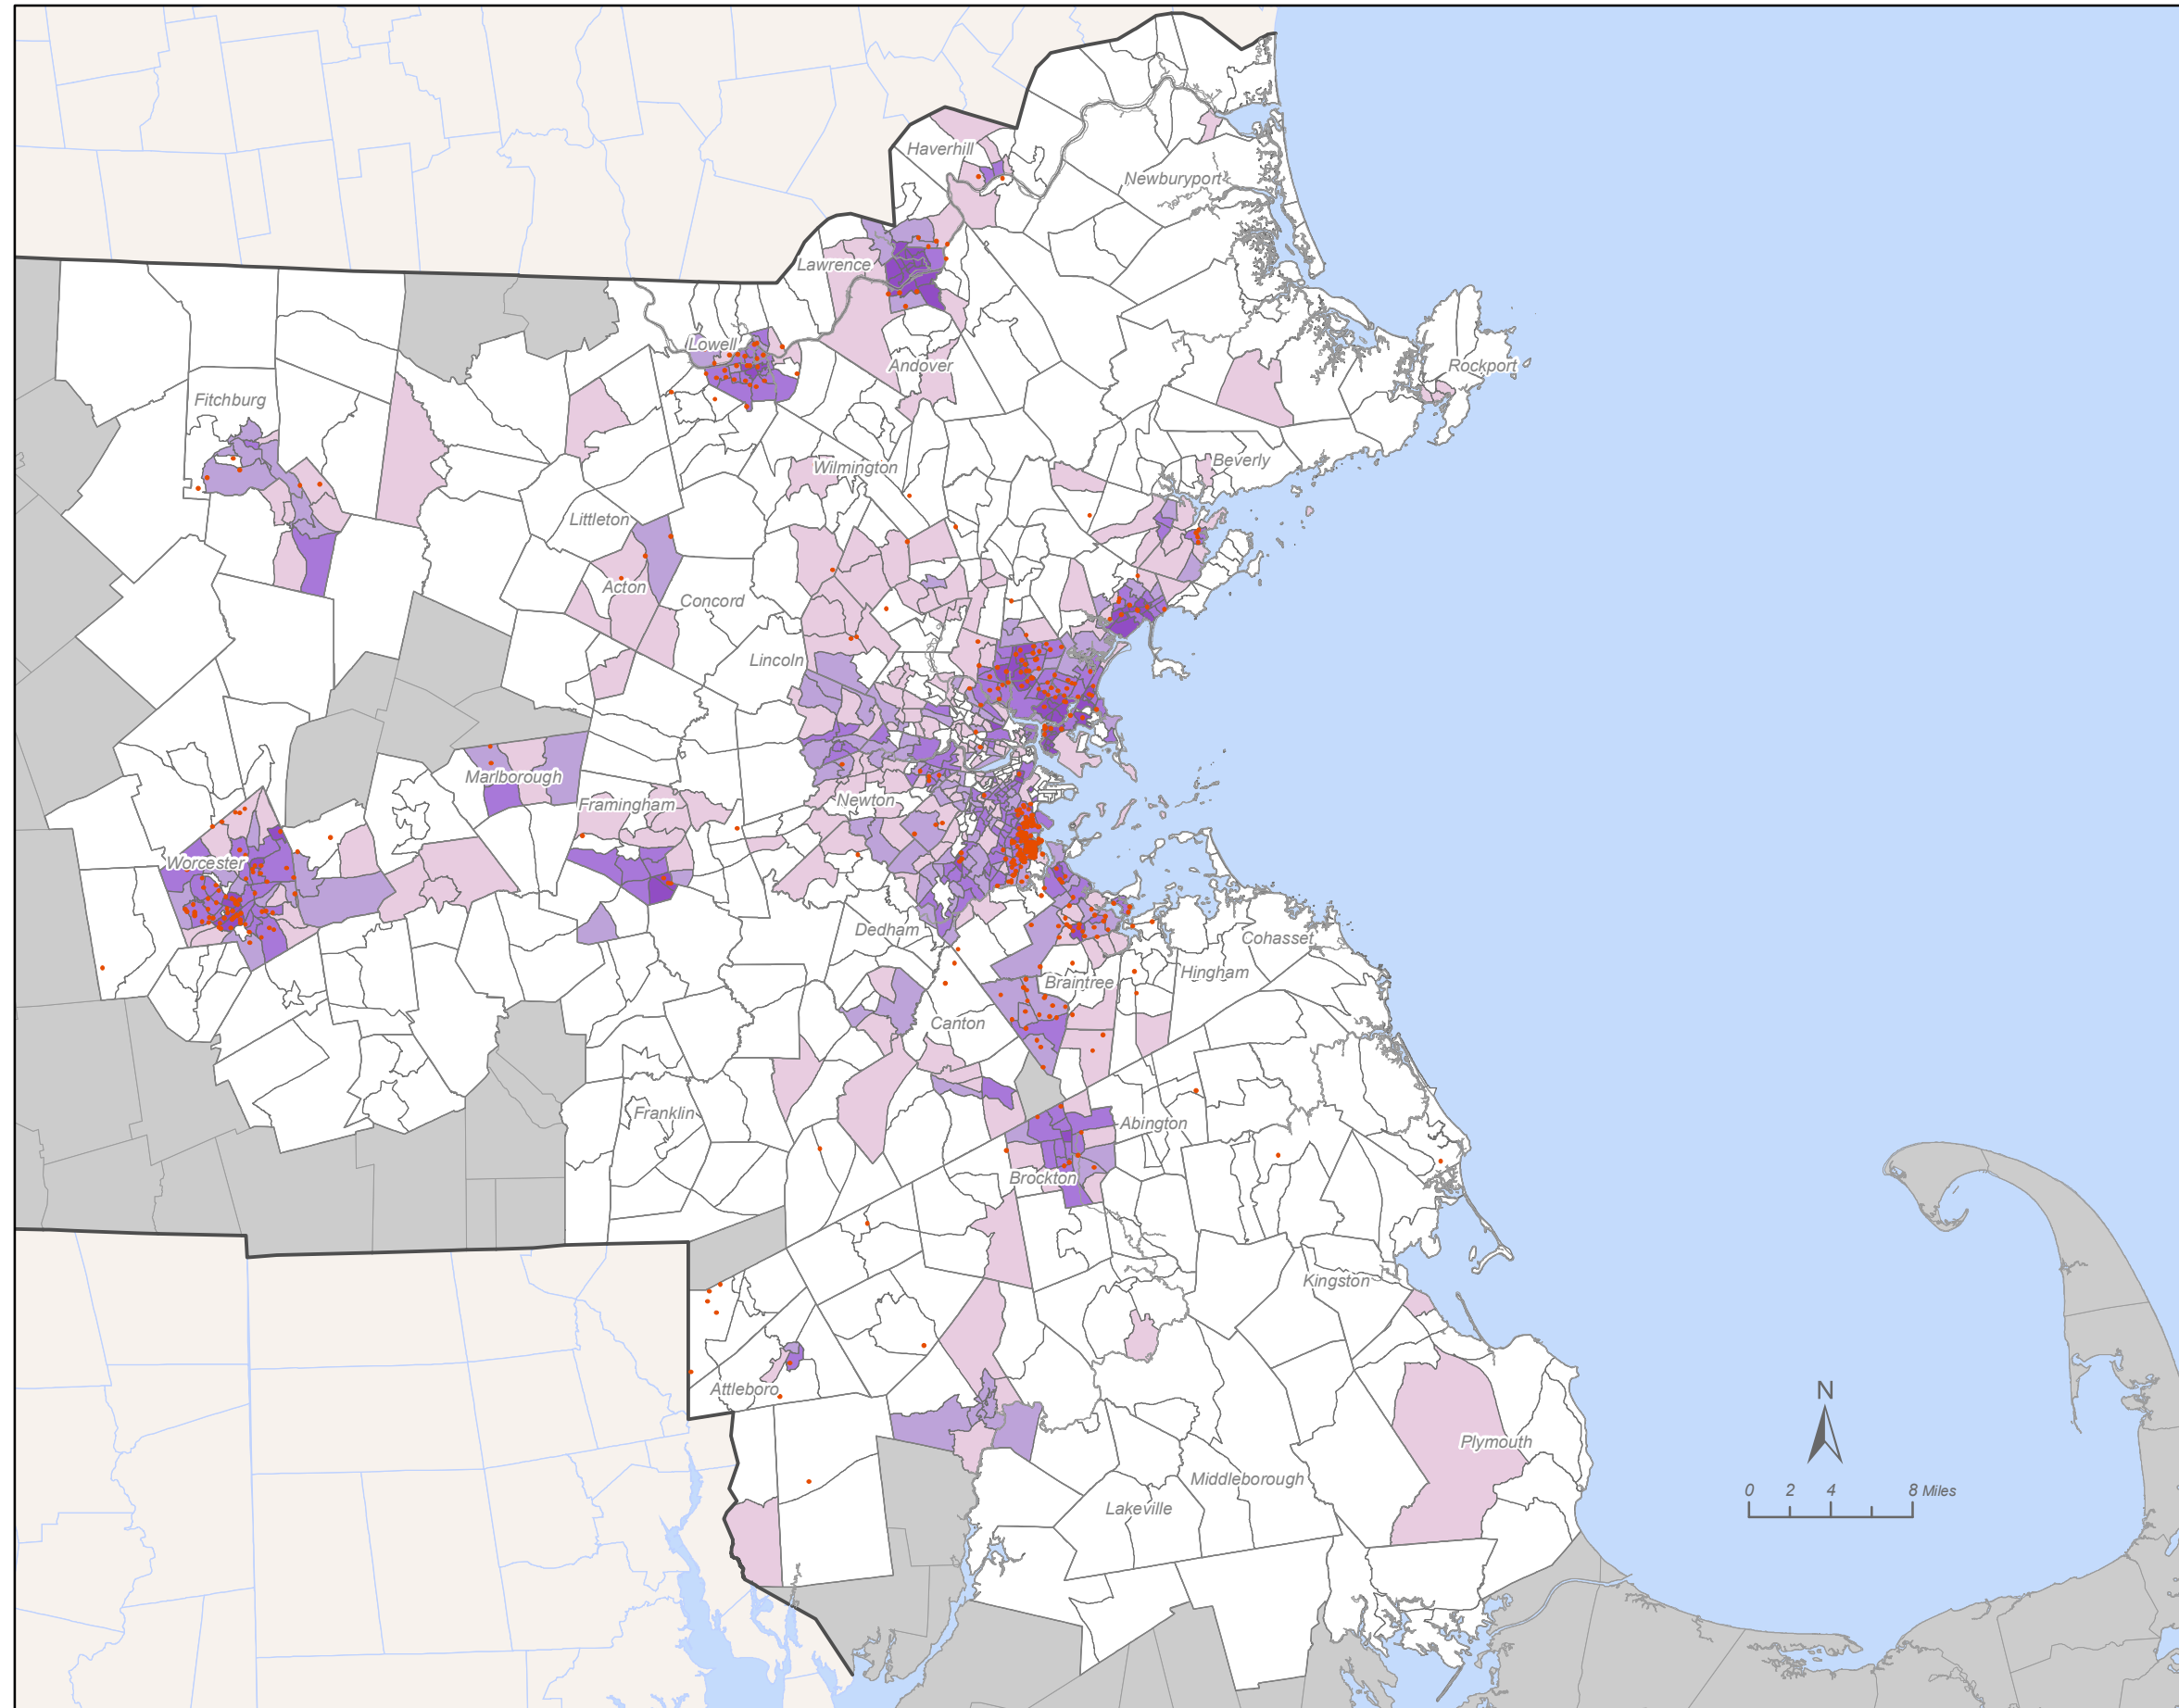 Haverhill
Newburyport
Lawrence
Lowell
Andover
Rockport
Fitchburg
Beverly
Wilmington
Littleton
Acton
Concord
Lincoln
Marlborough
Framingham
Newton
Worcester
Dedham
Cohasset
Hingham
Braintree
Canton
Franklin
Abington
Brockton
Kingston
Attleboro
N
Plymouth
Middleborough
Lakeville
0 2 4 8 Miles